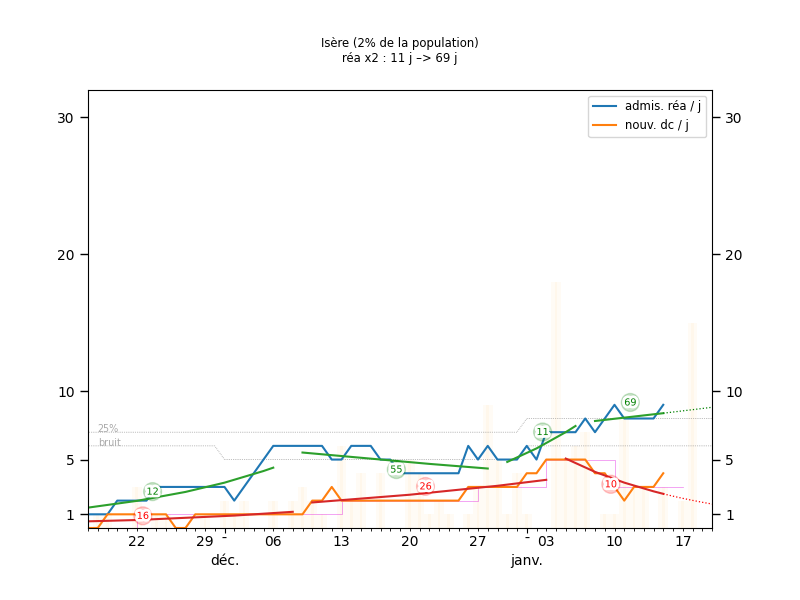 Isère (2% de la population)
réa x2 : 11 j –> 69 j
admis. réa / j
nouv. dc / j
30 30
20 20
10 10
5 5
1 1
25%
bruit
12
16
55
26
11
69
10
22 29 - 06 13 20 27 - 03 10 17
déc. janv.